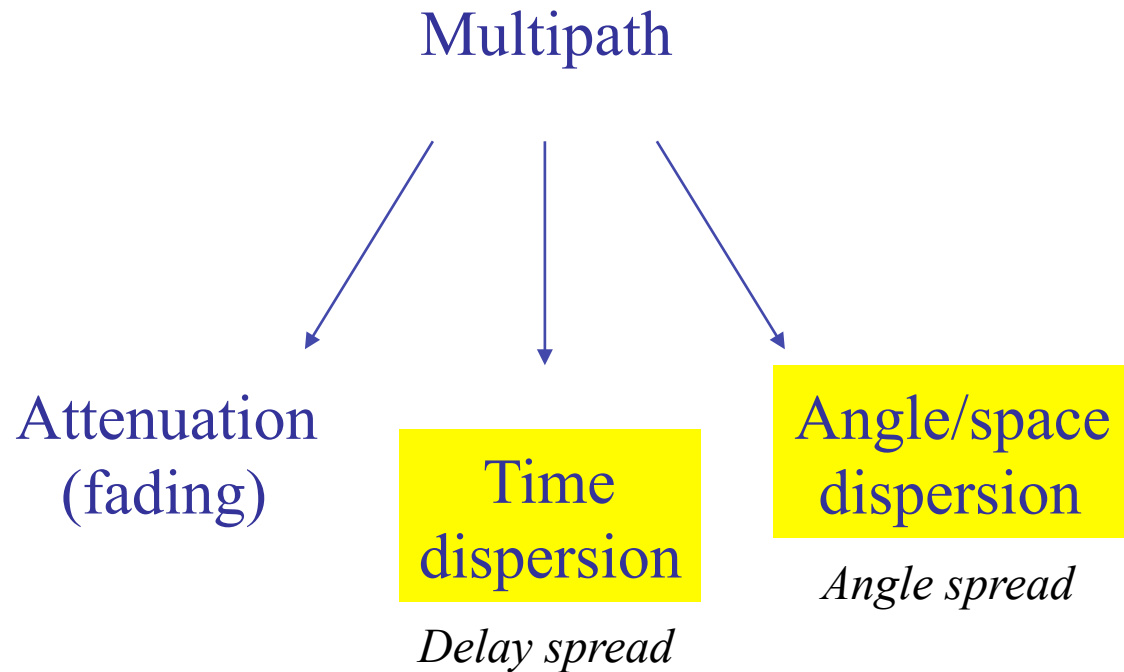 Multipath
Attenuation
(fading)
Time
dispersion
Delay spread
Angle/space
dispersion
Angle spread